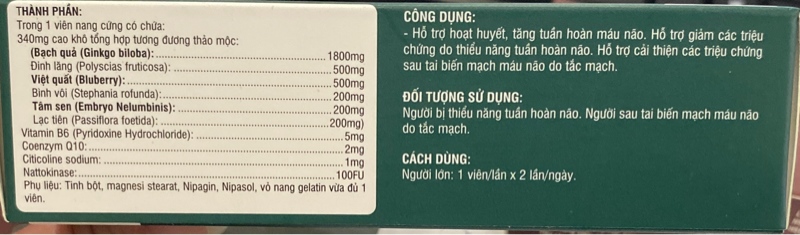 THÀNH PHẦN:
Trong 1 viên nang cứng có chứa:
340mg cao khô tổng hợp tương đương thảo mộc:
(Bạch quả (Ginkgo biloba):..............1800mg
Đinh lăng (Polyscias fruticosa):..............500mg
Việt quất (Bluberry):..............500mg
Bình vôi (Stephania rotunda):..............200mg
Tâm sen (Embryo Nelumbinis):..............200mg
Lạc tiên (Passiflora foetida):..............200mg)
Vitamin B6 (Pyridoxine Hydrochloride):..............5mg
Coenzym Q10:..............2mg
Citicoline sodium:..............1mg
Nattokinase:..............100FU
Phụ liệu: Tinh bột, magnesi stearat, Nipagin, Nipasol, vỏ nang gelatin vừa đủ 1
viên.
CÔNG DỤNG:
- Hỗ trợ hoạt huyết, tăng tuần hoàn máu não. Hỗ trợ giảm các triệu
chứng do thiểu năng tuần hoàn não. Hỗ trợ cải thiện các triệu chứng
sau tai biến mạch máu não do tắc mạch.
ĐỐI TƯỢNG SỬ DỤNG:
Người bị thiểu năng tuần hoàn não. Người sau tai biến mạch máu não
do tắc mạch.
CÁCH DÙNG:
Người lớn: 1 viên/lần x 2 lần/ngày.